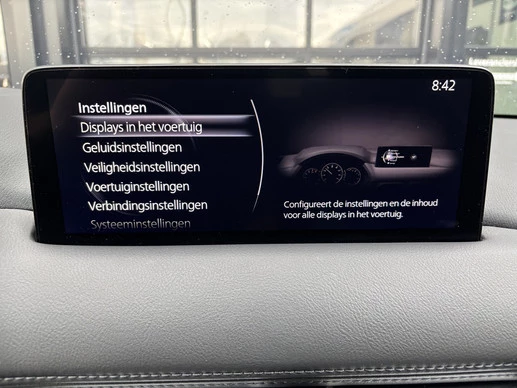 8:42
Instellingen
Displays in het voertuig
Geluidsinstellingen
Veiligheidsinstellingen
Voertuiginstellingen
Verbindingsinstellingen
Systeeminstellingen
Configureert de instellingen en de inhoud
voor alle displays in het voertuig.